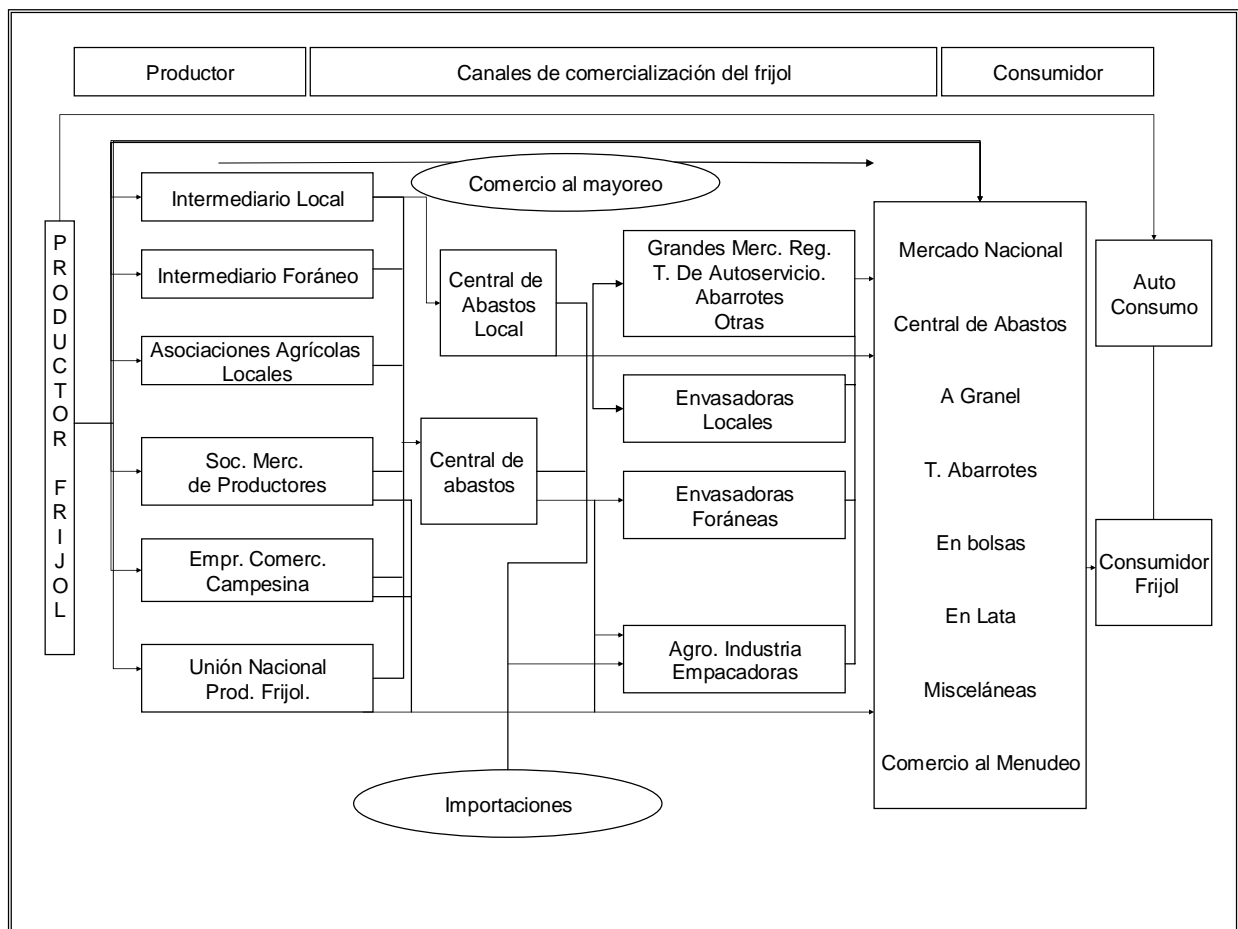 Productor
Canales de comercialización del frijol
Consumidor
Comercio al mayoreo
PRODUCTOR FRIJOL
Intermediario Local
Intermediario Foráneo
Asociaciones Agrícolas
Locales
Soc. Merc.
de Productores
Empr. Comerc.
Campesina
Unión Nacional
Prod. Frijol.
Central de
Abastos
Local
Central de
abastos
Grandes Merc. Reg.
T. De Autoservicio.
Abarrotes
Otras
Envasadoras
Locales
Envasadoras
Foráneas
Agro. Industria
Empacadoras
Importaciones
Mercado Nacional
Central de Abastos
A Granel
T. Abarrotes
En bolsas
En Lata
Misceláneas
Comercio al Menudeo
Auto
Consumo
Consumidor
Frijol